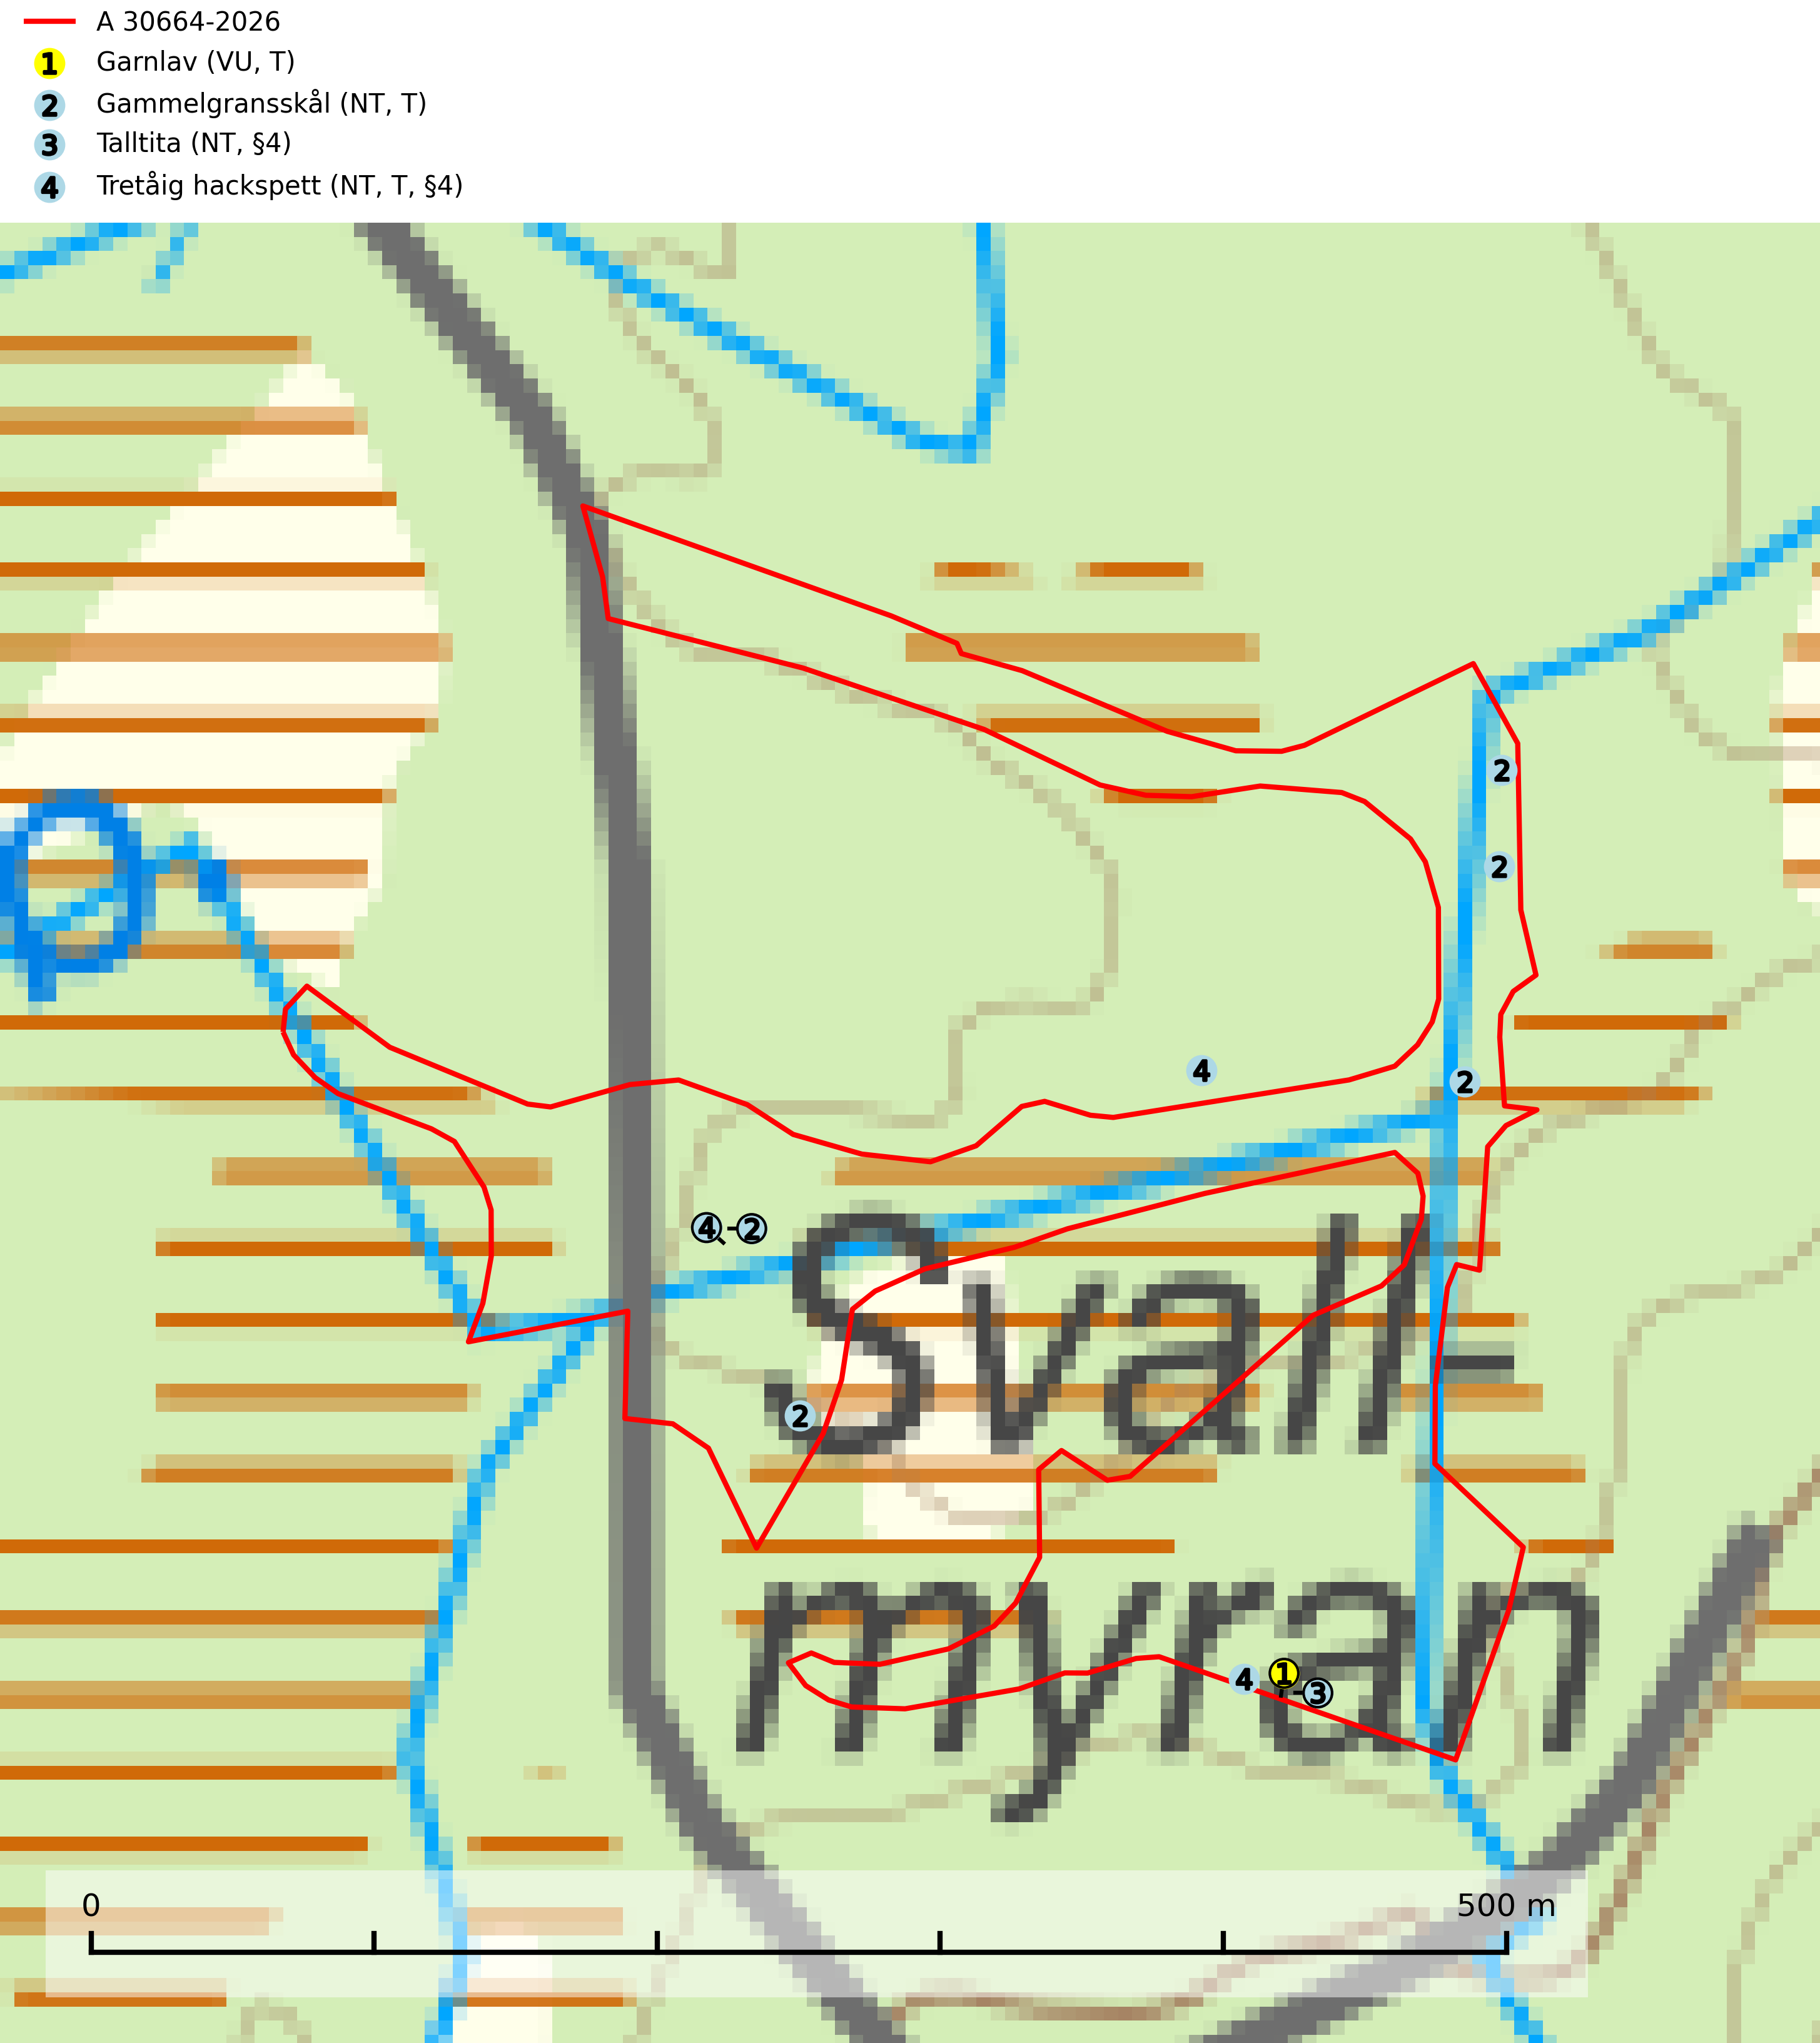 A 30664-2026
1 Garnlav (VU, T)
2 Gammelgransskål (NT, T)
3 Talltita (NT, §4)
4 Tretåig hackspett (NT, T, §4)
2
2
4
2
4 2
Svall-
2
myran
4 1 3
0 500 m